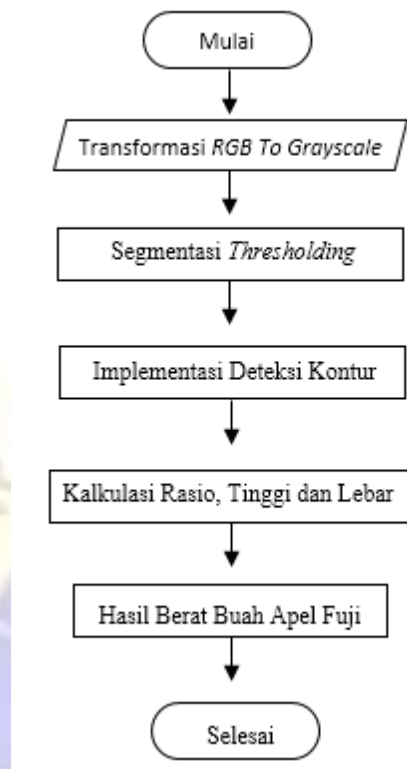 Mulai
Transformasi RGB To Grayscale
Segmentasi Thresholding
Implementasi Deteksi Kontur
Kalkulasi Rasio, Tinggi dan Lebar
Hasil Berat Buah Apel Fuji
Selesai